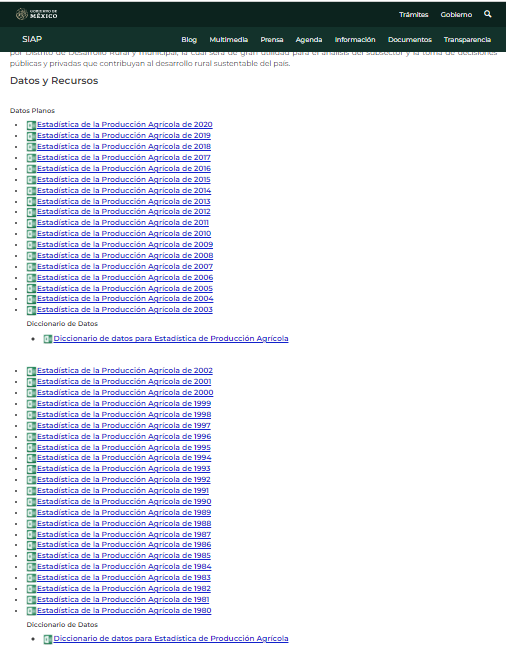 GOBIERNO DE
MÉXICO
Trámites Gobierno
SIAP
Blog Multimedia Prensa Agenda Información Documentos Transparencia
por Distrito de Desarrollo Rural y municipal, la cual será de gran utilidad para el análisis del subsector y la toma de decisiones
públicas y privadas que contribuyan al desarrollo rural sustentable del país.
Datos y Recursos
Datos Planos
Estadística de la Producción Agrícola de 2020
Estadística de la Producción Agrícola de 2019
Estadística de la Producción Agrícola de 2018
Estadística de la Producción Agrícola de 2017
Estadística de la Producción Agrícola de 2016
Estadística de la Producción Agrícola de 2015
Estadística de la Producción Agrícola de 2014
Estadística de la Producción Agrícola de 2013
Estadística de la Producción Agrícola de 2012
Estadística de la Producción Agrícola de 2011
Estadística de la Producción Agrícola de 2010
Estadística de la Producción Agrícola de 2009
Estadística de la Producción Agrícola de 2008
Estadística de la Producción Agrícola de 2007
Estadística de la Producción Agrícola de 2006
Estadística de la Producción Agrícola de 2005
Estadística de la Producción Agrícola de 2004
Estadística de la Producción Agrícola de 2003
Diccionario de Datos
Diccionario de datos para Estadística de Producción Agrícola
Estadística de la Producción Agrícola de 2002
Estadística de la Producción Agrícola de 2001
Estadística de la Producción Agrícola de 2000
Estadística de la Producción Agrícola de 1999
Estadística de la Producción Agrícola de 1998
Estadística de la Producción Agrícola de 1997
Estadística de la Producción Agrícola de 1996
Estadística de la Producción Agrícola de 1995
Estadística de la Producción Agrícola de 1994
Estadística de la Producción Agrícola de 1993
Estadística de la Producción Agrícola de 1992
Estadística de la Producción Agrícola de 1991
Estadística de la Producción Agrícola de 1990
Estadística de la Producción Agrícola de 1989
Estadística de la Producción Agrícola de 1988
Estadística de la Producción Agrícola de 1987
Estadística de la Producción Agrícola de 1986
Estadística de la Producción Agrícola de 1985
Estadística de la Producción Agrícola de 1984
Estadística de la Producción Agrícola de 1983
Estadística de la Producción Agrícola de 1982
Estadística de la Producción Agrícola de 1981
Estadística de la Producción Agrícola de 1980
Diccionario de Datos
Diccionario de datos para Estadística de Producción Agrícola